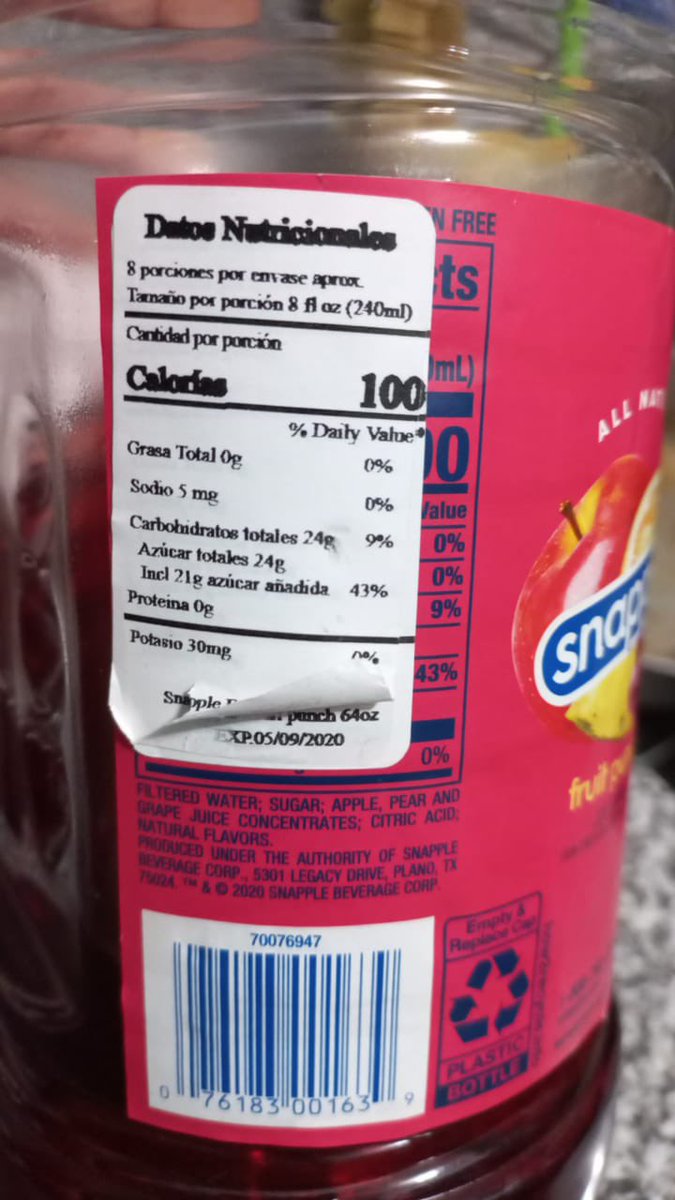 Datos Nutricionales
8 porciones por envase aprox.
Tamaño por porción 8 fl oz (240ml)
Cantidad por porción
Calorías 100
% Daily Value*
Grasa Total 0g 0%
Sodio 5 mg 0%
Carbohidratos totales 24g 9%
Azúcar totales 24g
Incl 21g azúcar añadida 43%
Proteina 0g
Potasio 30mg 0%
Snapple
punch 64oz
EXP.05/09/2020
N FREE
cts
0mL)
00
Value
0%
0%
9%
43%
0%
FILTERED WATER; SUGAR; APPLE, PEAR AND
GRAPE JUICE CONCENTRATES; CITRIC ACID;
NATURAL FLAVORS.
PRODUCED UNDER THE AUTHORITY OF SNAPPLE
BEVERAGE CORP., 5301 LEGACY DRIVE, PLANO, TX
75024. ™ & © 2020 SNAPPLE BEVERAGE CORP.
70076947
0 76183 00163 9
Empty &
Replace Cap
PLASTIC
BOTTLE
ALL NAT
snap
fruit pu